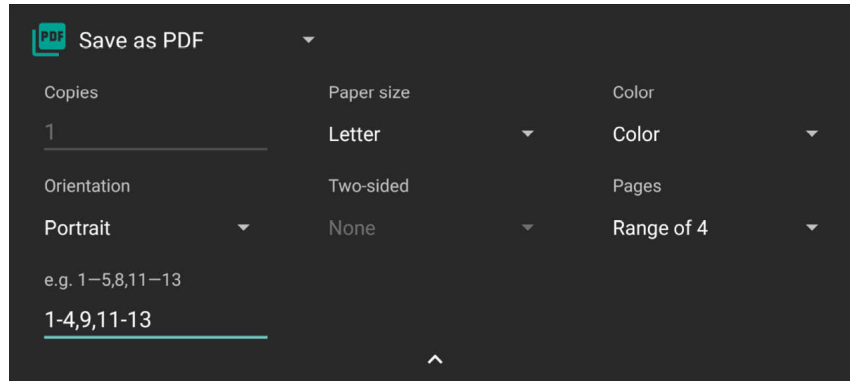 PDF Save as PDF
Copies Paper size Color
1 Letter Color
Orientation Two-sided Pages
Portrait None Range of 4
e.g. 1—5,8,11—13
1-4,9,11-13